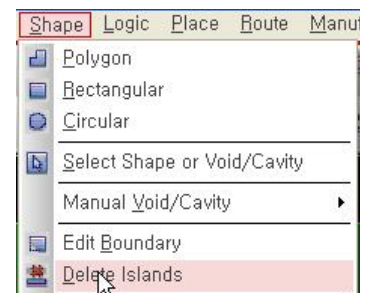 Shape Logic Place Route Manuf
Polygon
Rectangular
Circular
Select Shape or Void/Cavity
Manual Void/Cavity
Edit Boundary
Delete Islands